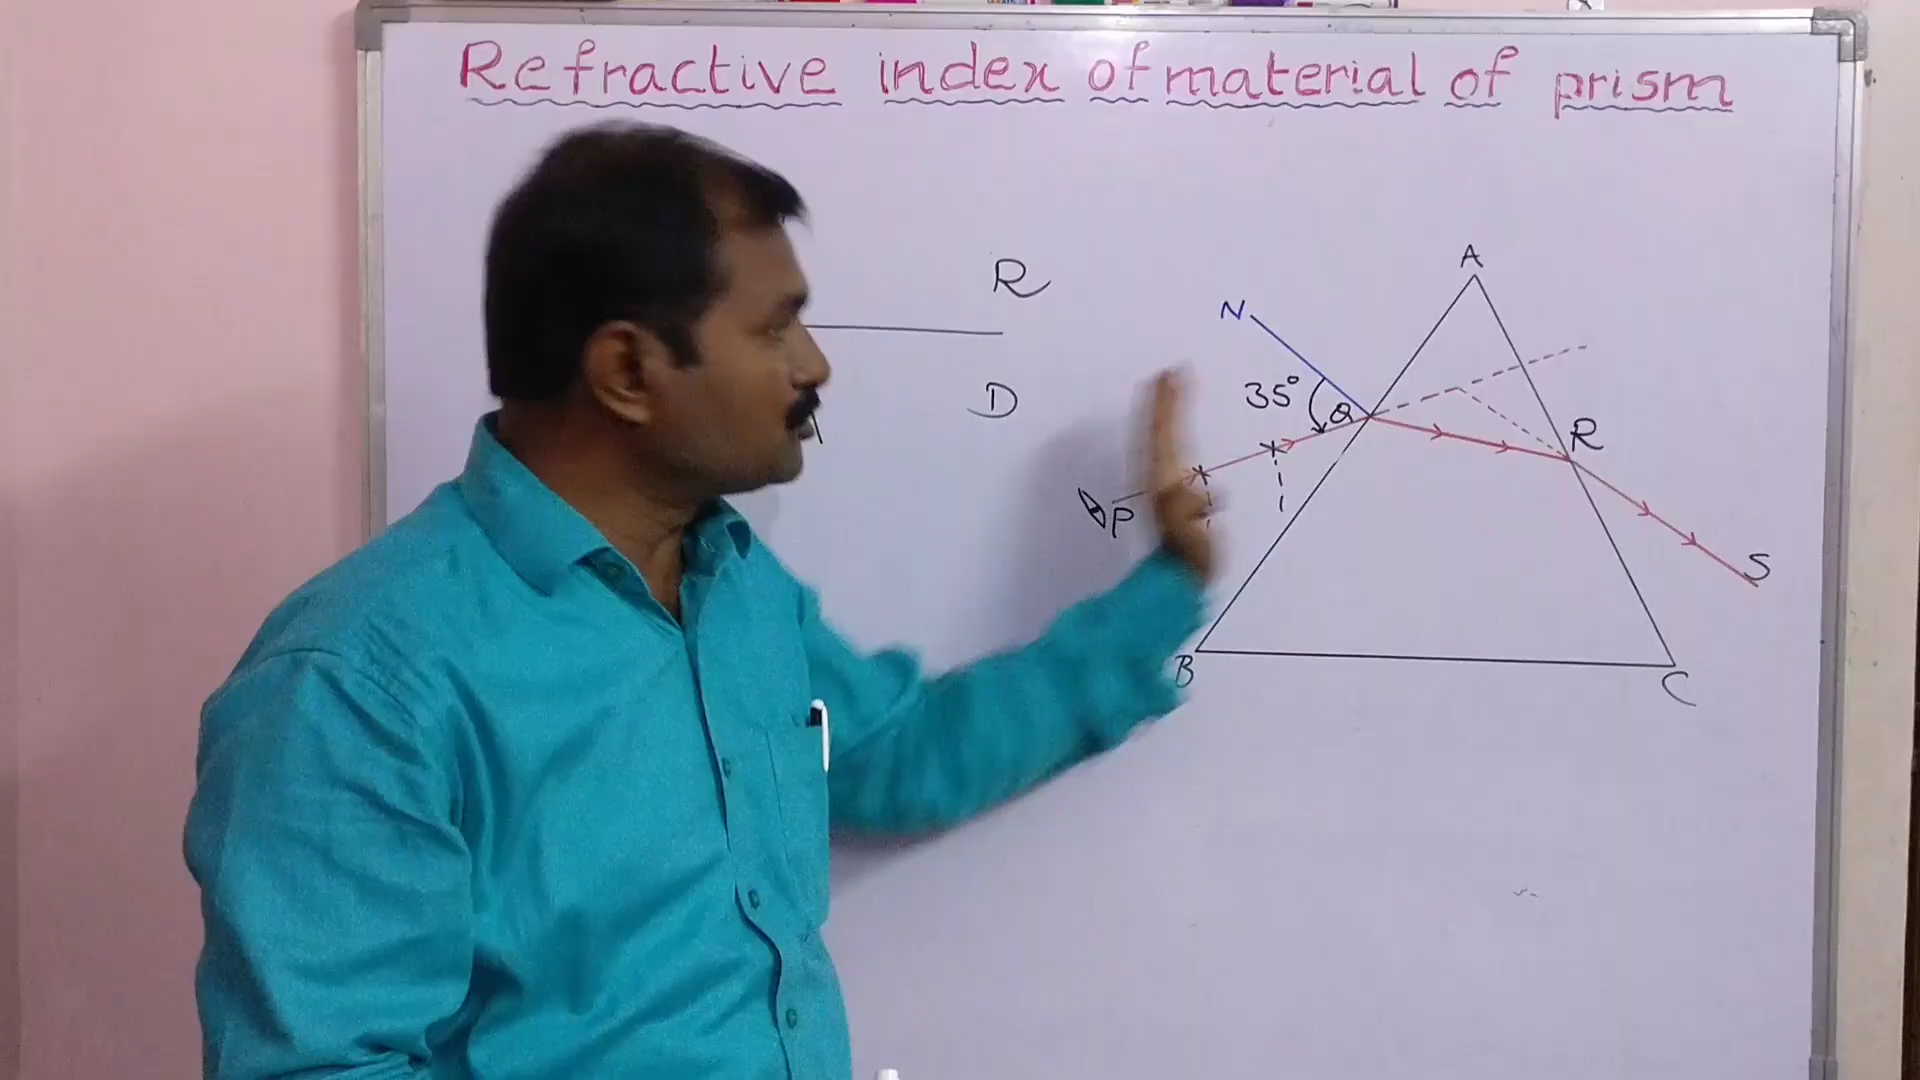 Refractive index of material of prism
R
D
A
N
35°
Q
R
P
S
B
C